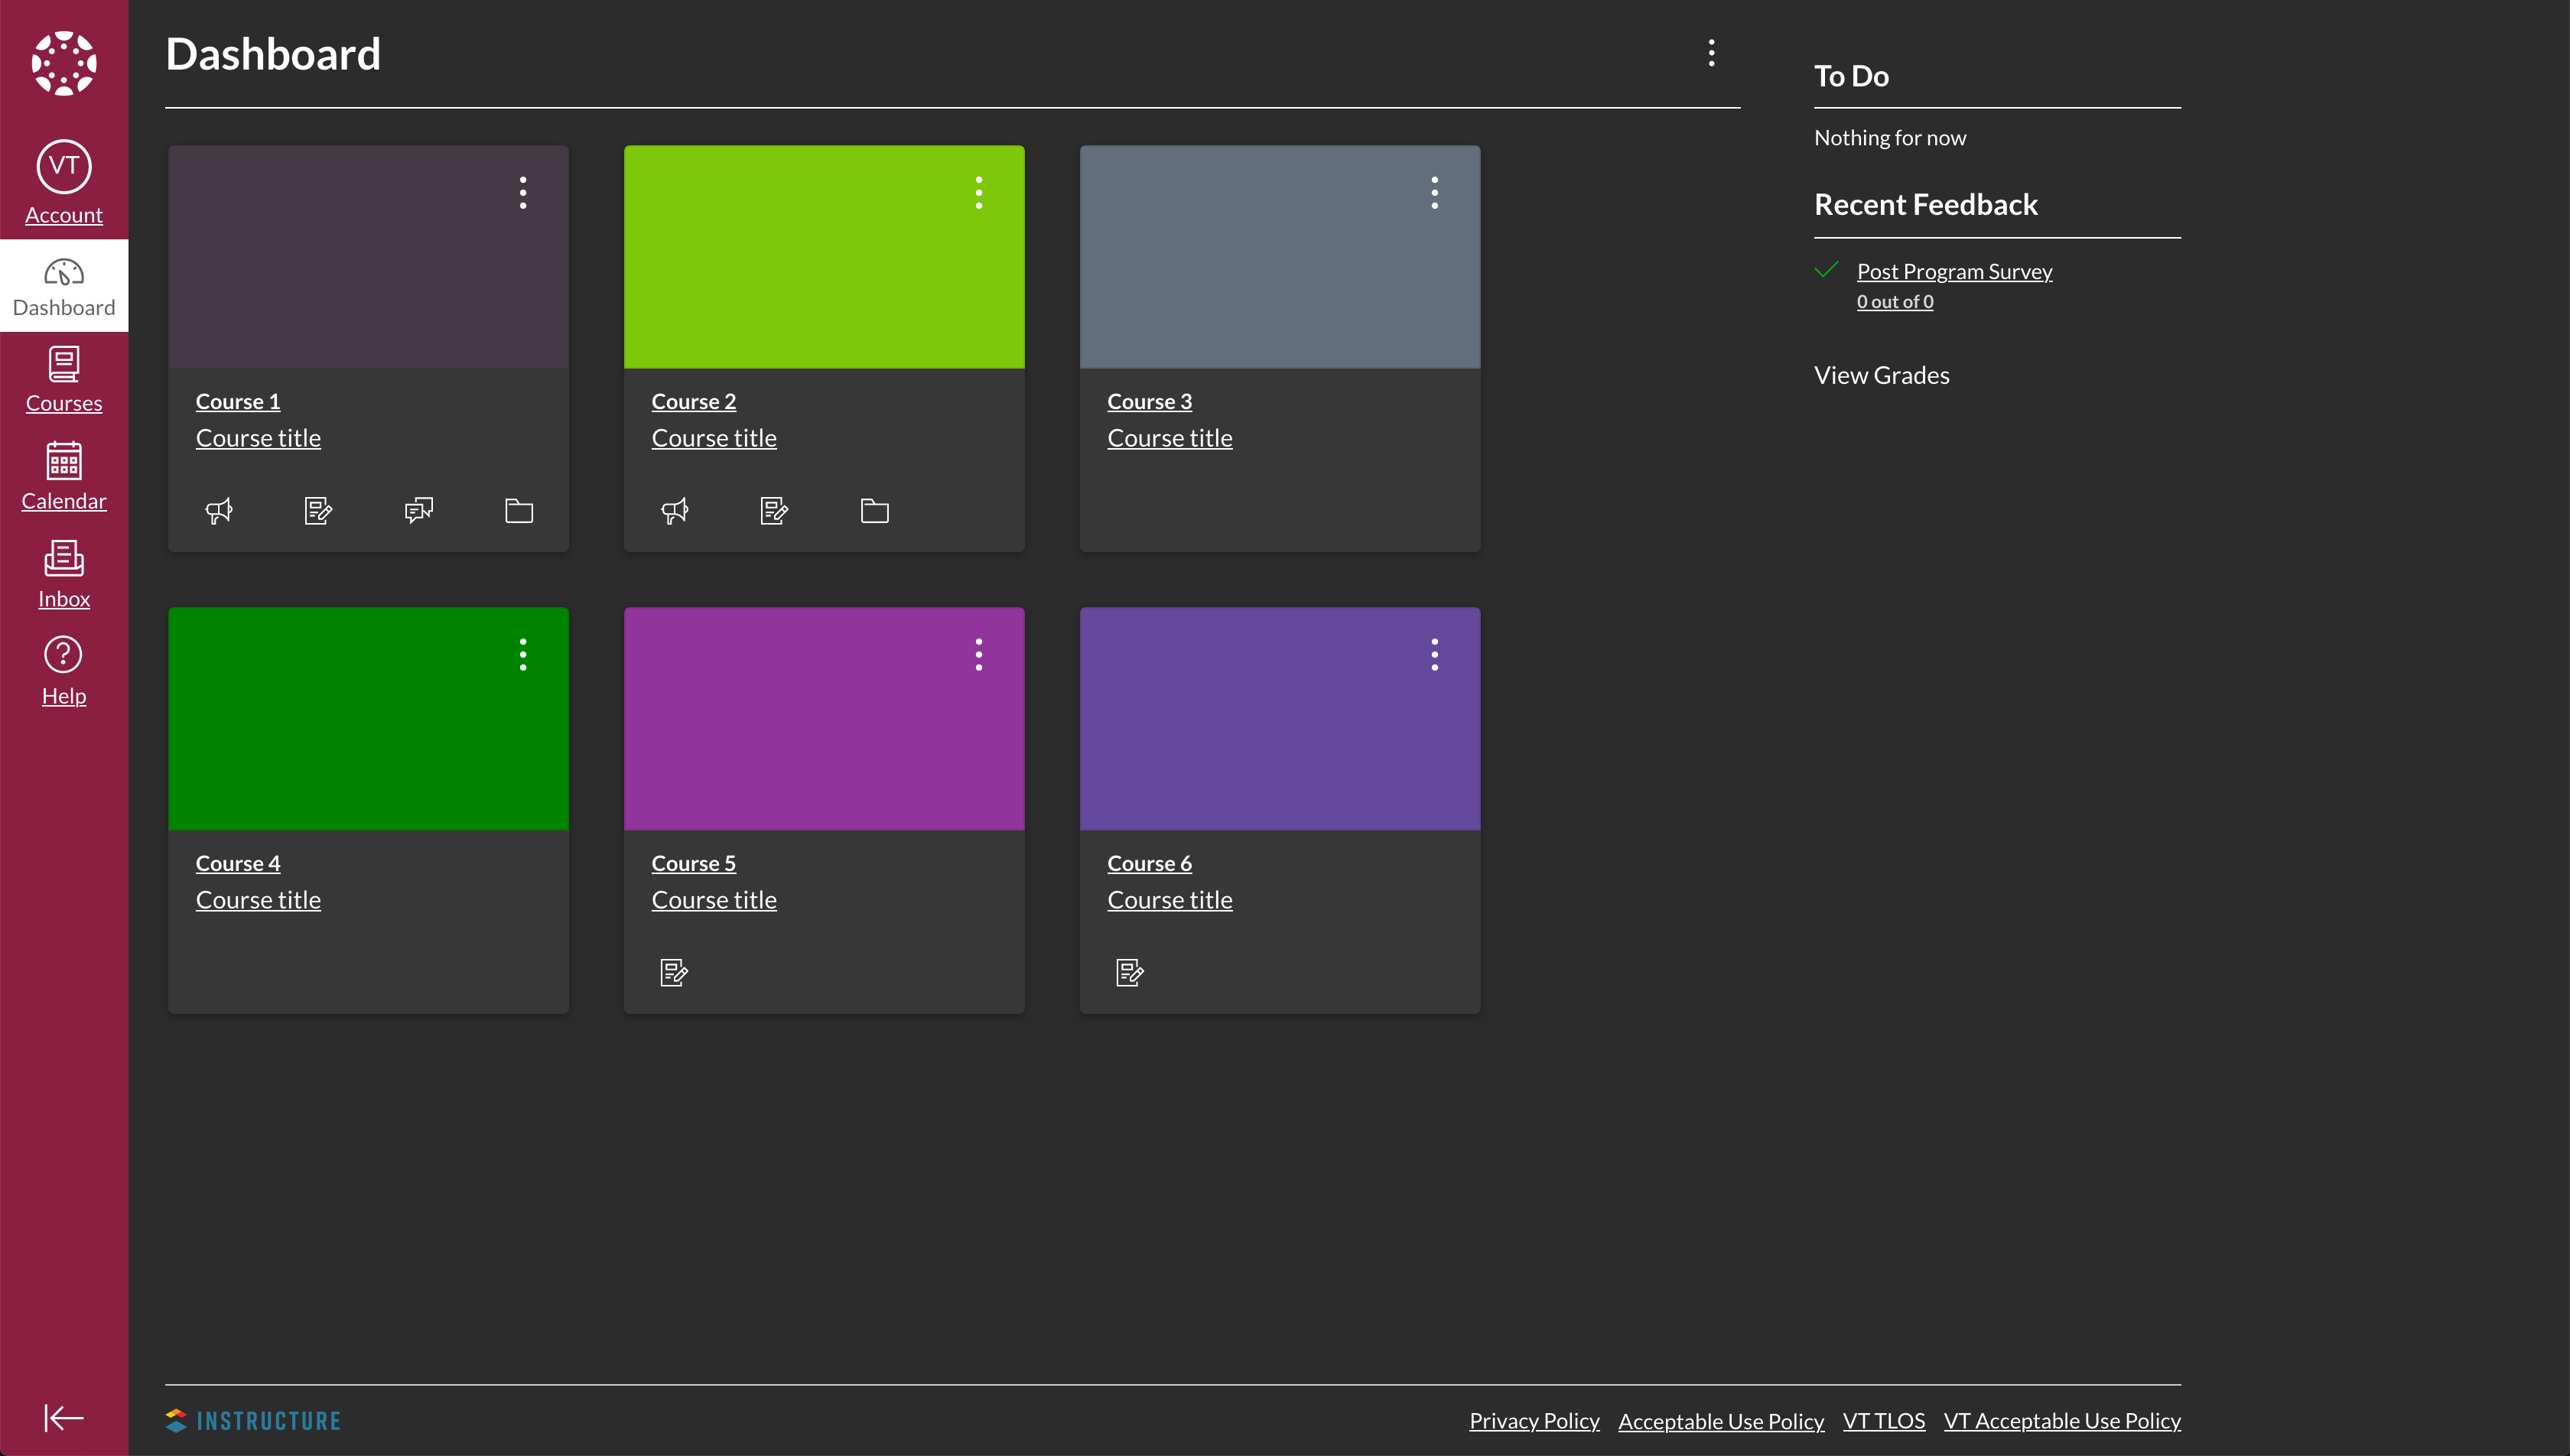 Dashboard
VT
Account
Dashboard
Courses
Calendar
Inbox
Help
Course 1
Course title
Course 2
Course title
Course 3
Course title
Course 4
Course title
Course 5
Course title
Course 6
Course title
To Do
Nothing for now
Recent Feedback
Post Program Survey
0 out of 0
View Grades
INSTRUCTURE
Privacy Policy Acceptable Use Policy VT TLOS VT Acceptable Use Policy